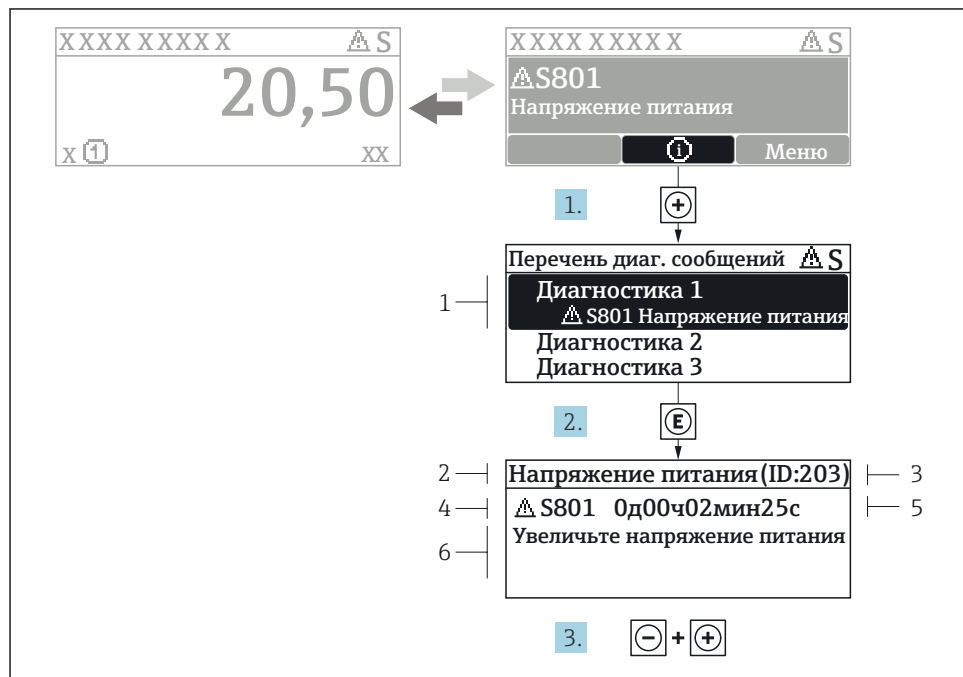 XXXX XXXXX ⚠S
20,50
x ① xx
XXXX XXXXX ⚠S
⚠S801
Напряжение питания
ⓘ Меню
1. +
Перечень диаг. сообщений ⚠S
1
Диагностика 1
⚠ S801 Напряжение питания
Диагностика 2
Диагностика 3
2. E
2 Напряжение питания (ID:203) 3
4 ⚠ S801 0д00ч02мин25с 5
6 Увеличьте напряжение питания
3. - + +